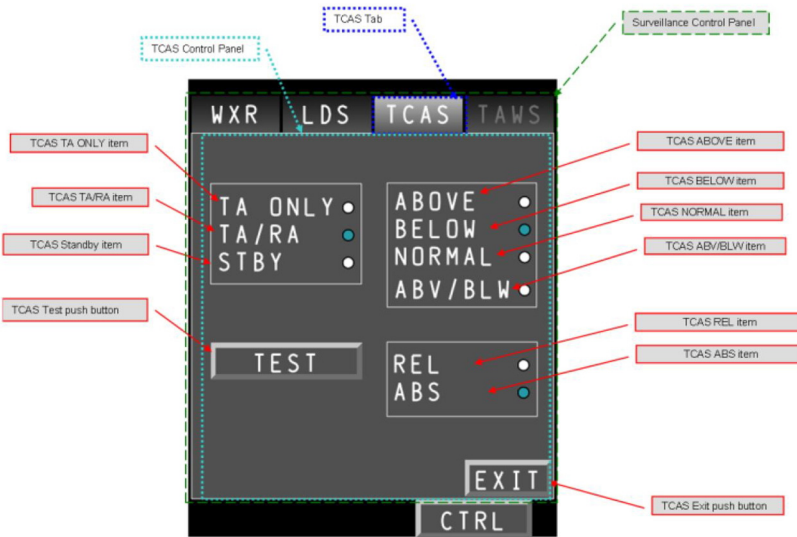 TCAS Tab
Surveillance Control Panel
TCAS Control Panel
WXR LDS TCAS TAWS
TCAS TA ONLY item
TCAS TA/RA item
TCAS Standby item
TCAS Test push button
TA ONLY
TA/RA
STBY
TEST
ABOVE
BELOW
NORMAL
ABV/BLW
REL
ABS
EXIT
CTRL
TCAS ABOVE item
TCAS BELOW item
TCAS NORMAL item
TCAS ABV/BLW item
TCAS REL item
TCAS ABS item
TCAS Exit push button